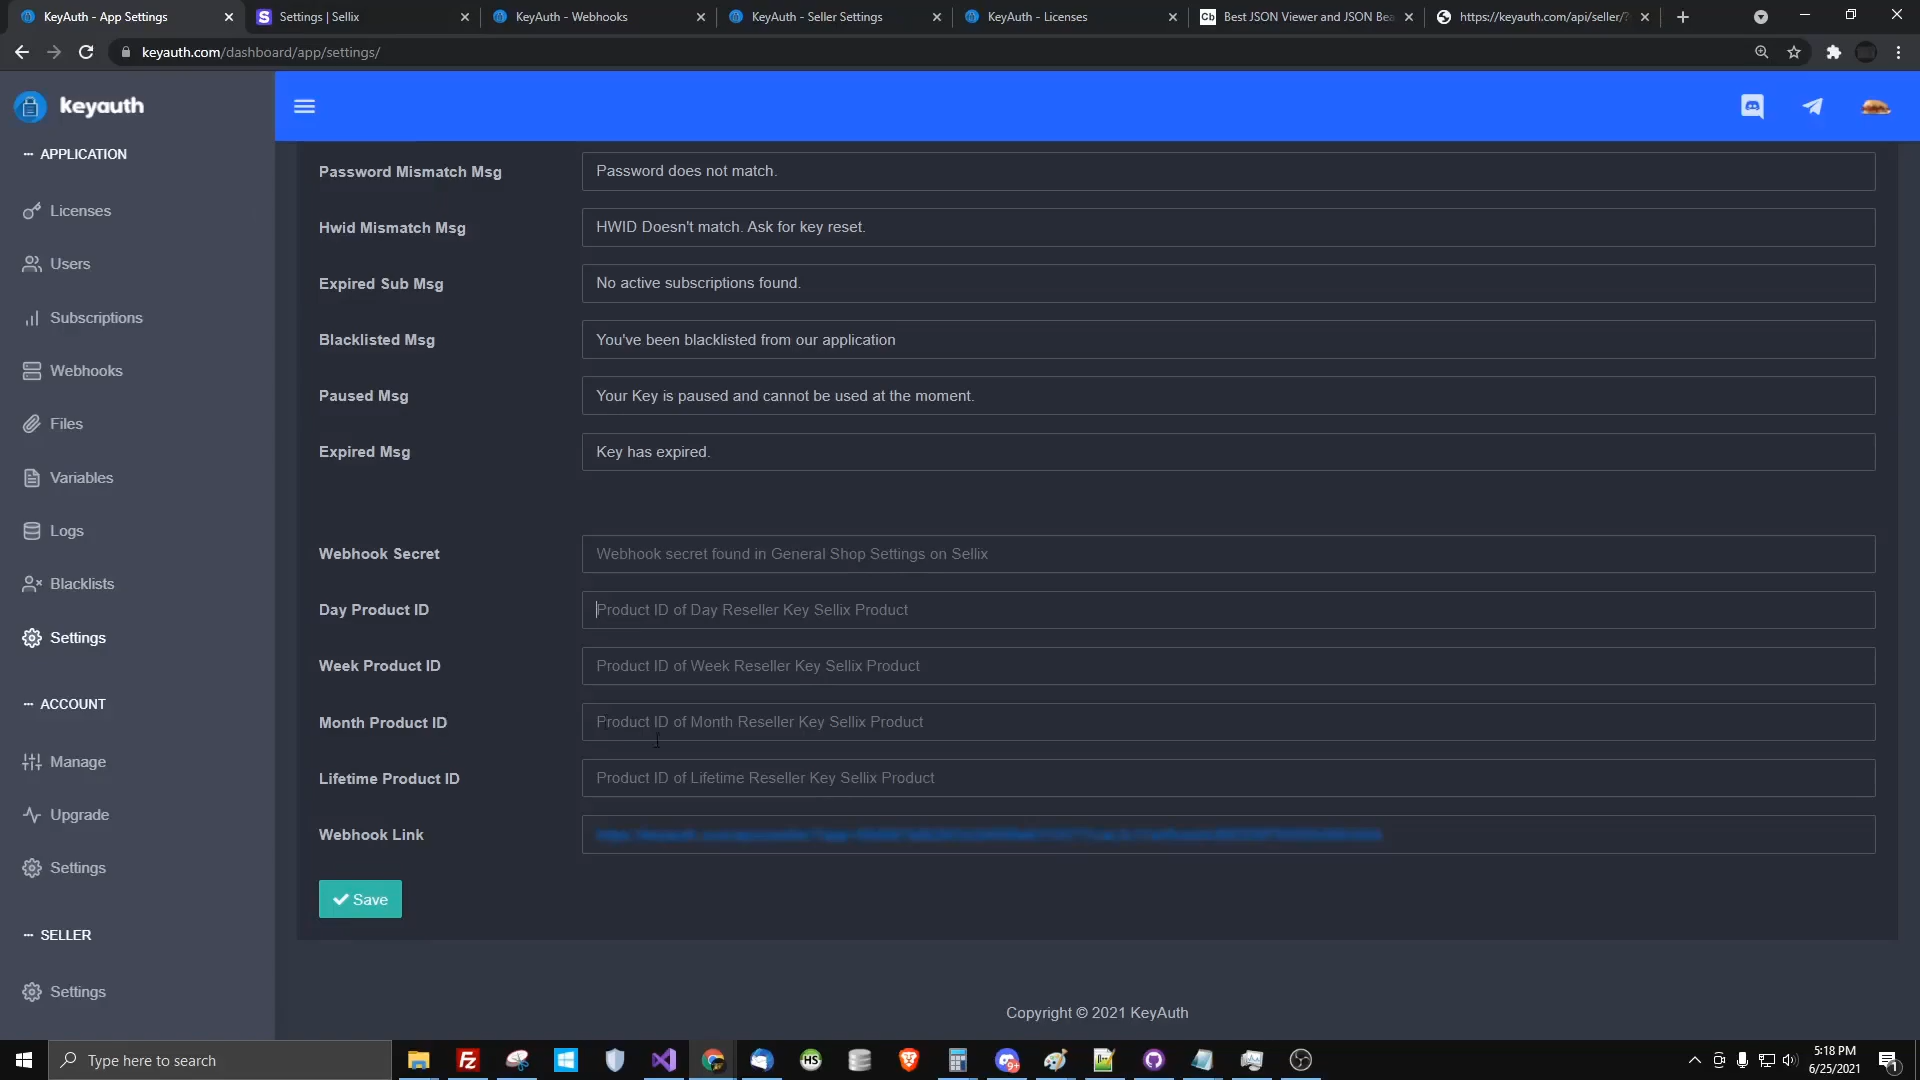 KeyAuth - App Settings
Settings | Sellix
KeyAuth - Webhooks
KeyAuth - Seller Settings
KeyAuth - Licenses
Best JSON Viewer and JSON Be
https://keyauth.com/api/seller/?
keyauth.com/dashboard/app/settings/
keyauth
APPLICATION
Licenses
Users
Subscriptions
Webhooks
Files
Variables
Logs
Blacklists
Settings
ACCOUNT
Manage
Upgrade
Settings
SELLER
Settings
Password Mismatch Msg
Password does not match.
Hwid Mismatch Msg
HWID Doesn't match. Ask for key reset.
Expired Sub Msg
No active subscriptions found.
Blacklisted Msg
You've been blacklisted from our application
Paused Msg
Your Key is paused and cannot be used at the moment.
Expired Msg
Key has expired.
Webhook Secret
Webhook secret found in General Shop Settings on Sellix
Day Product ID
Product ID of Day Reseller Key Sellix Product
Week Product ID
Product ID of Week Reseller Key Sellix Product
Month Product ID
Product ID of Month Reseller Key Sellix Product
Lifetime Product ID
Product ID of Lifetime Reseller Key Sellix Product
Webhook Link
Save
Copyright © 2021 KeyAuth
Type here to search
5:18 PM
6/25/2021